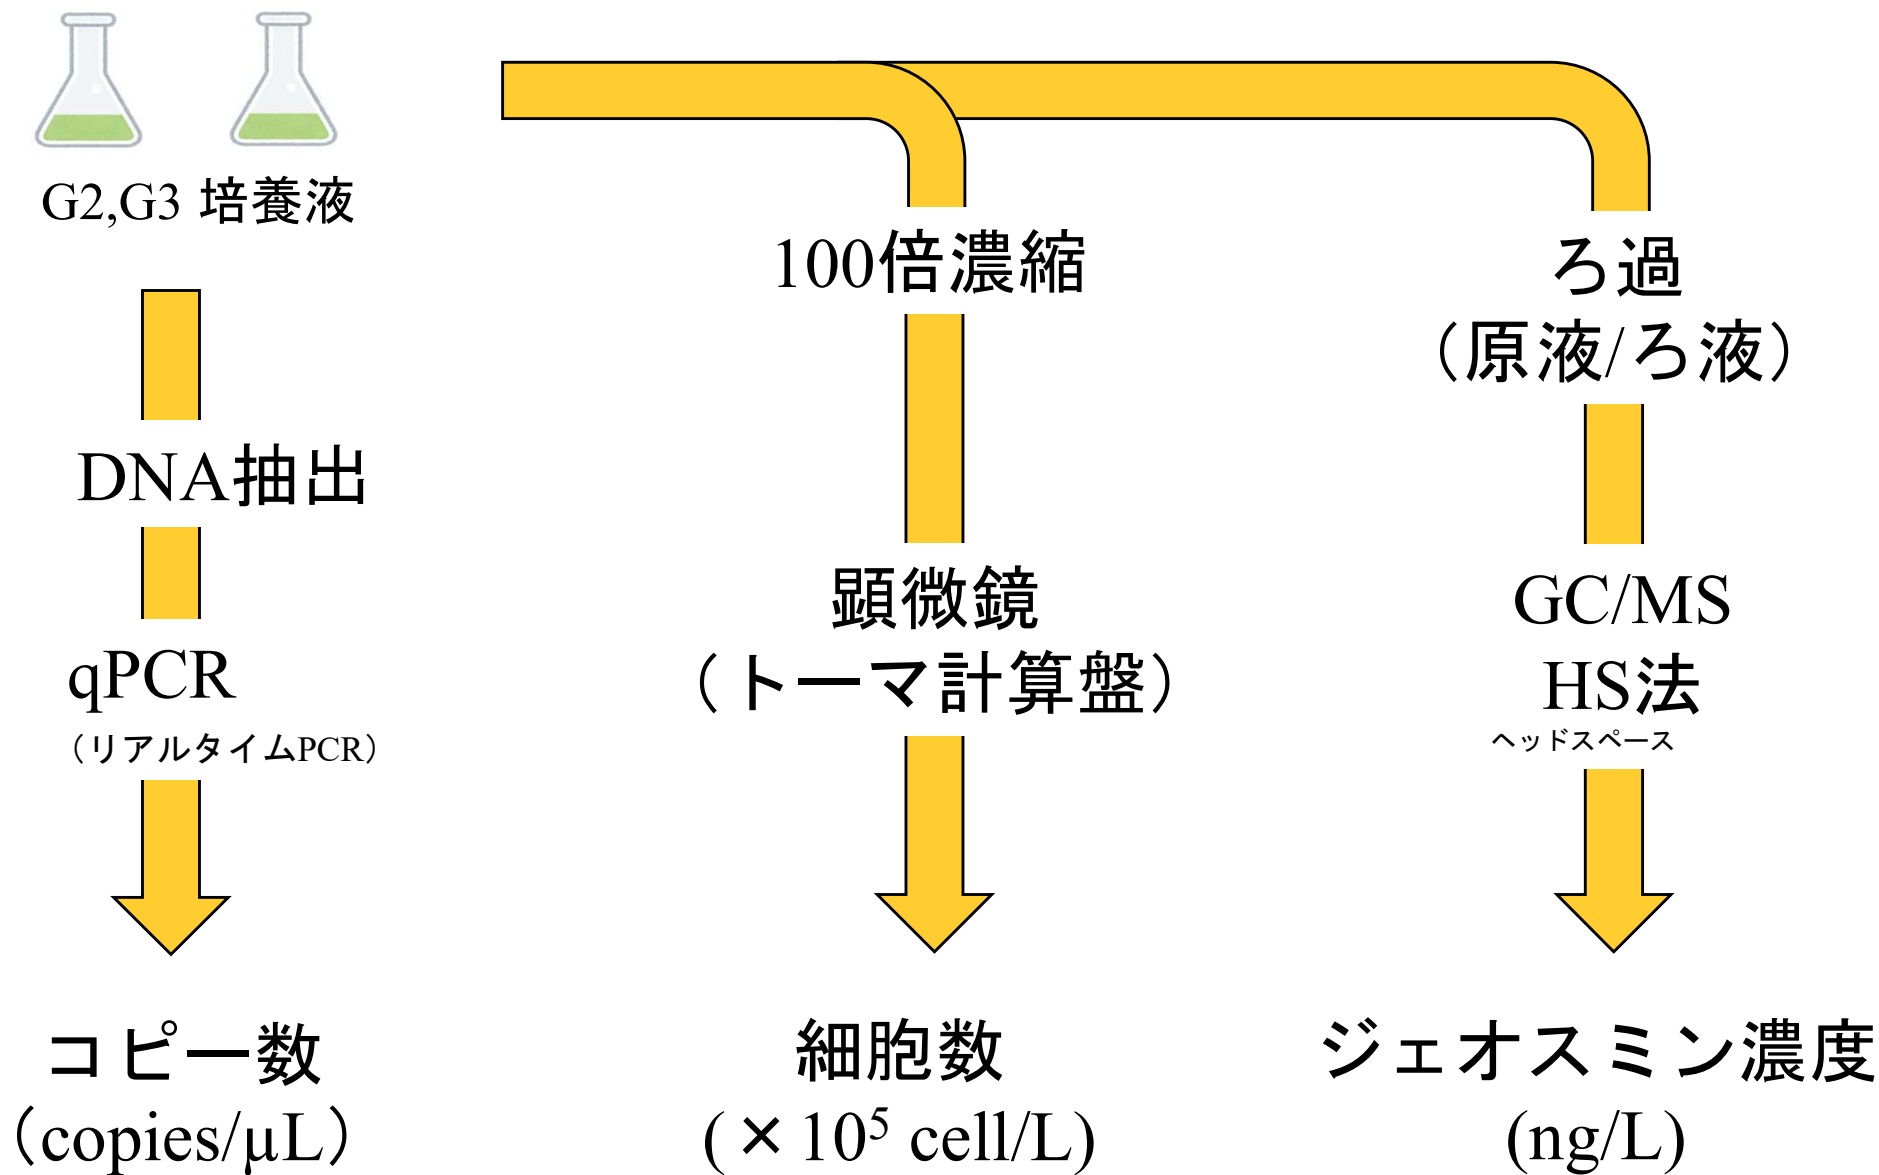 G2,G3 培養液
DNA抽出
qPCR
（リアルタイムPCR）
コピー数
（copies/μL）
100倍濃縮
顕微鏡
（トーマ計算盤）
細胞数
(×10⁵ cell/L)
ろ過
（原液/ろ液）
GC/MS
HS法
ヘッドスペース
ジェオスミン濃度
(ng/L)